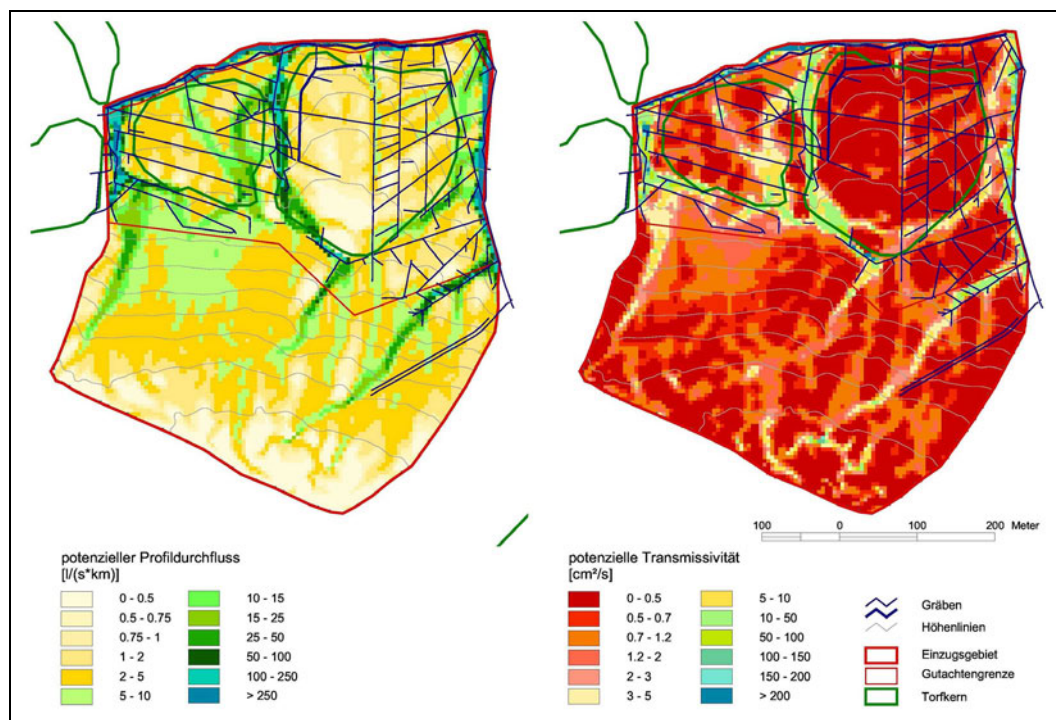 100 0 100 200 Meter
potenzieller Profildurchfluss
[l/(s*km)]
0 - 0.5
0.5 - 0.75
0.75 - 1
1 - 2
2 - 5
5 - 10
10 - 15
15 - 25
25 - 50
50 - 100
100 - 250
> 250
potenzielle Transmissivität
[cm²/s]
0 - 0.5
0.5 - 0.7
0.7 - 1.2
1.2 - 2
2 - 3
3 - 5
5 - 10
10 - 50
50 - 100
100 - 150
150 - 200
> 200
Gräben
Höhenlinien
Einzugsgebiet
Gutachtengrenze
Torfkern